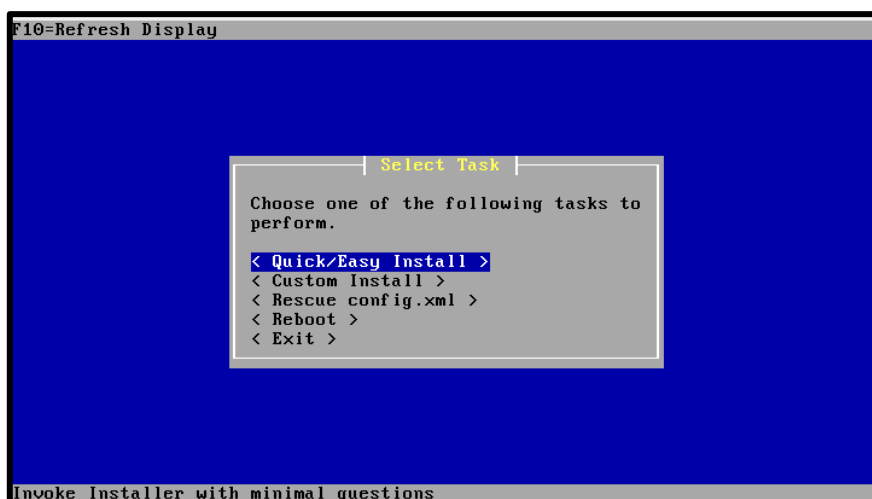 F10=Refresh Display
Select Task
Choose one of the following tasks to
perform.
< Quick/Easy Install >
< Custom Install >
< Rescue config.xml >
< Reboot >
< Exit >
Invoke Installer with minimal questions